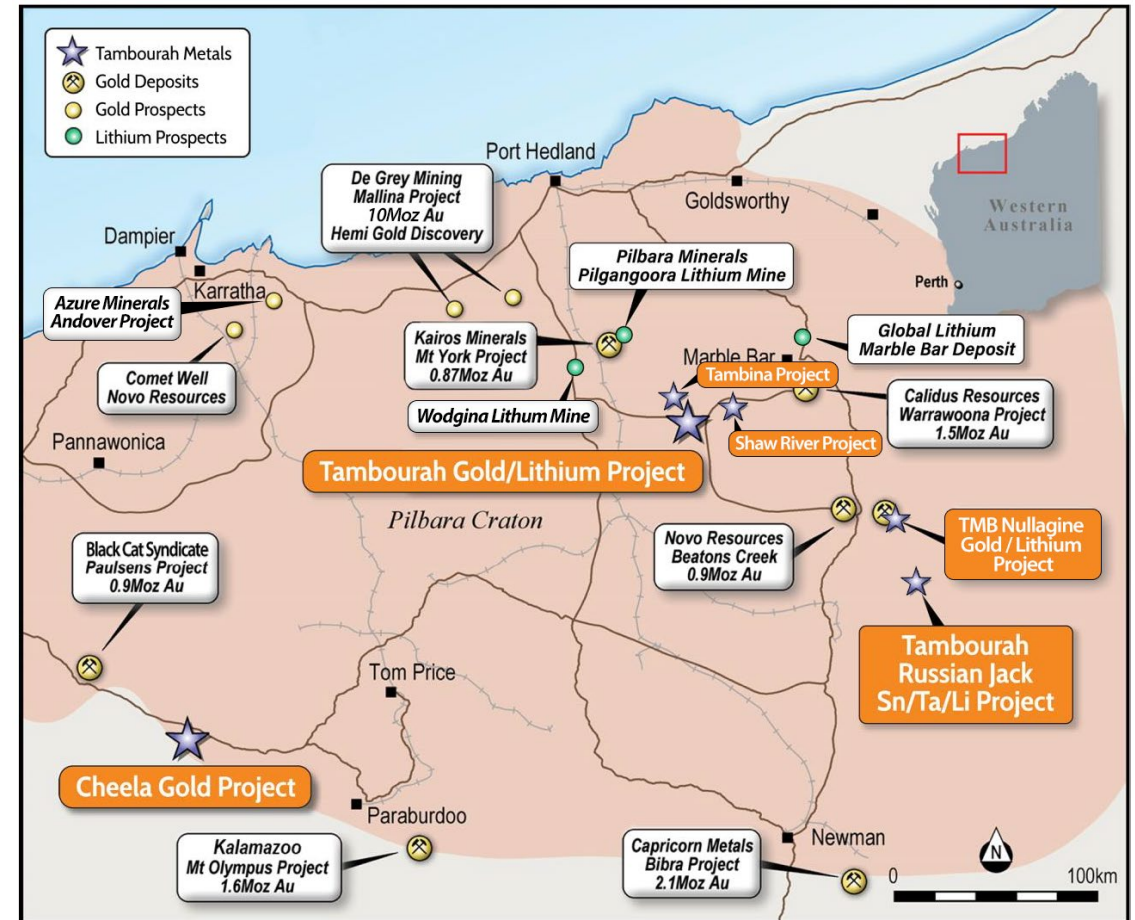 Tambourah Metals
Gold Deposits
Gold Prospects
Lithium Prospects
Port Hedland
De Grey Mining
Mallina Project
10Moz Au
Hemi Gold Discovery
Goldsworthy
Western
Australia
Perth
Dampier
Karratha
Pilbara Minerals
Pilgangoora Lithium Mine
Azure Minerals
Andover Project
Kairos Minerals
Mt York Project
0.87Moz Au
Marble Bar
Global Lithium
Marble Bar Deposit
Comet Well
Novo Resources
Tambina Project
Wodgina Lithum Mine
Calidus Resources
Warrawoona Project
1.5Moz Au
Shaw River Project
Pannawonica
Tambourah Gold/Lithium Project
Pilbara Craton
Novo Resources
Beatons Creek
0.9Moz Au
TMB Nullagine
Gold / Lithium
Project
Black Cat Syndicate
Paulsens Project
0.9Moz Au
Tambourah
Russian Jack
Sn/Ta/Li Project
Tom Price
Cheela Gold Project
Paraburdoo
Kalamazoo
Mt Olympus Project
1.6Moz Au
Capricorn Metals
Bibra Project
2.1Moz Au
Newman
N
0
100km